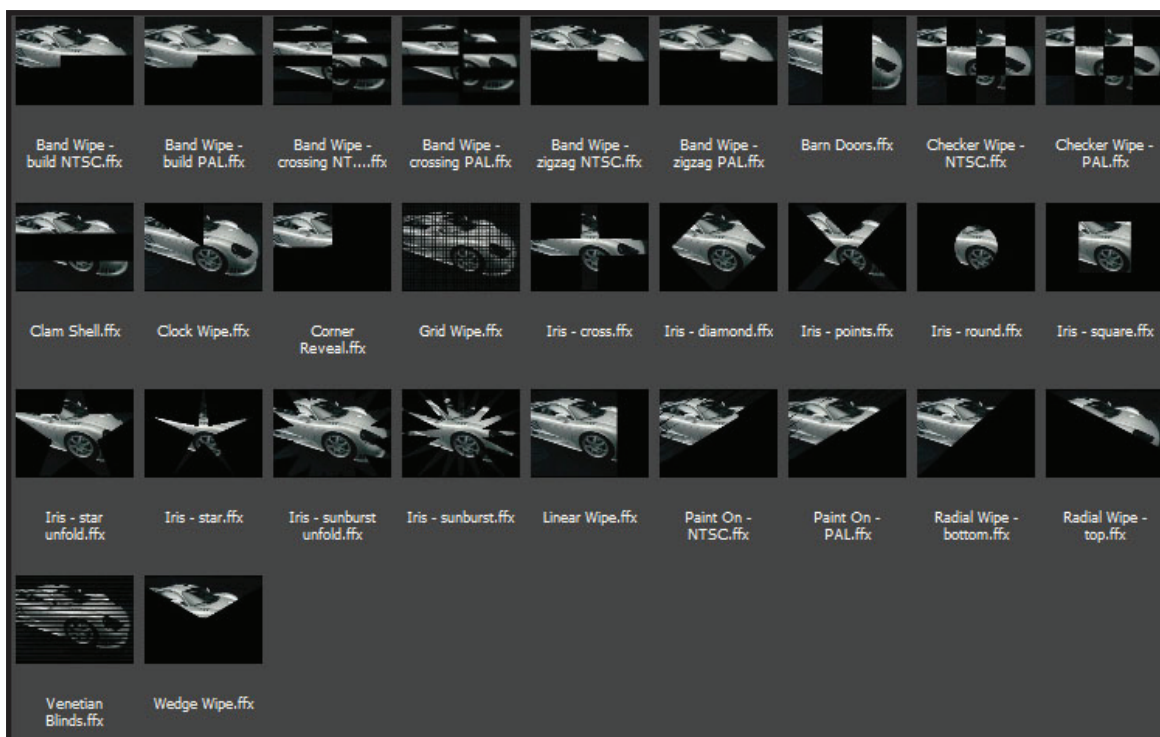 Band Wipe -
build NTSC.ffx
Band Wipe -
build PAL.ffx
Band Wipe -
crossing NT....ffx
Band Wipe -
crossing PAL.ffx
Band Wipe -
zigzag NTSC.ffx
Band Wipe -
zigzag PAL.ffx
Barn Doors.ffx
Checker Wipe -
NTSC.ffx
Checker Wipe -
PAL.ffx
Clam Shell.ffx
Clock Wipe.ffx
Corner
Reveal.ffx
Grid Wipe.ffx
Iris - cross.ffx
Iris - diamond.ffx
Iris - points.ffx
Iris - round.ffx
Iris - square.ffx
Iris - star
unfold.ffx
Iris - star.ffx
Iris - sunburst
unfold.ffx
Iris - sunburst.ffx
Linear Wipe.ffx
Paint On -
NTSC.ffx
Paint On -
PAL.ffx
Radial Wipe -
bottom.ffx
Radial Wipe -
top.ffx
Venetian
Blinds.ffx
Wedge Wipe.ffx